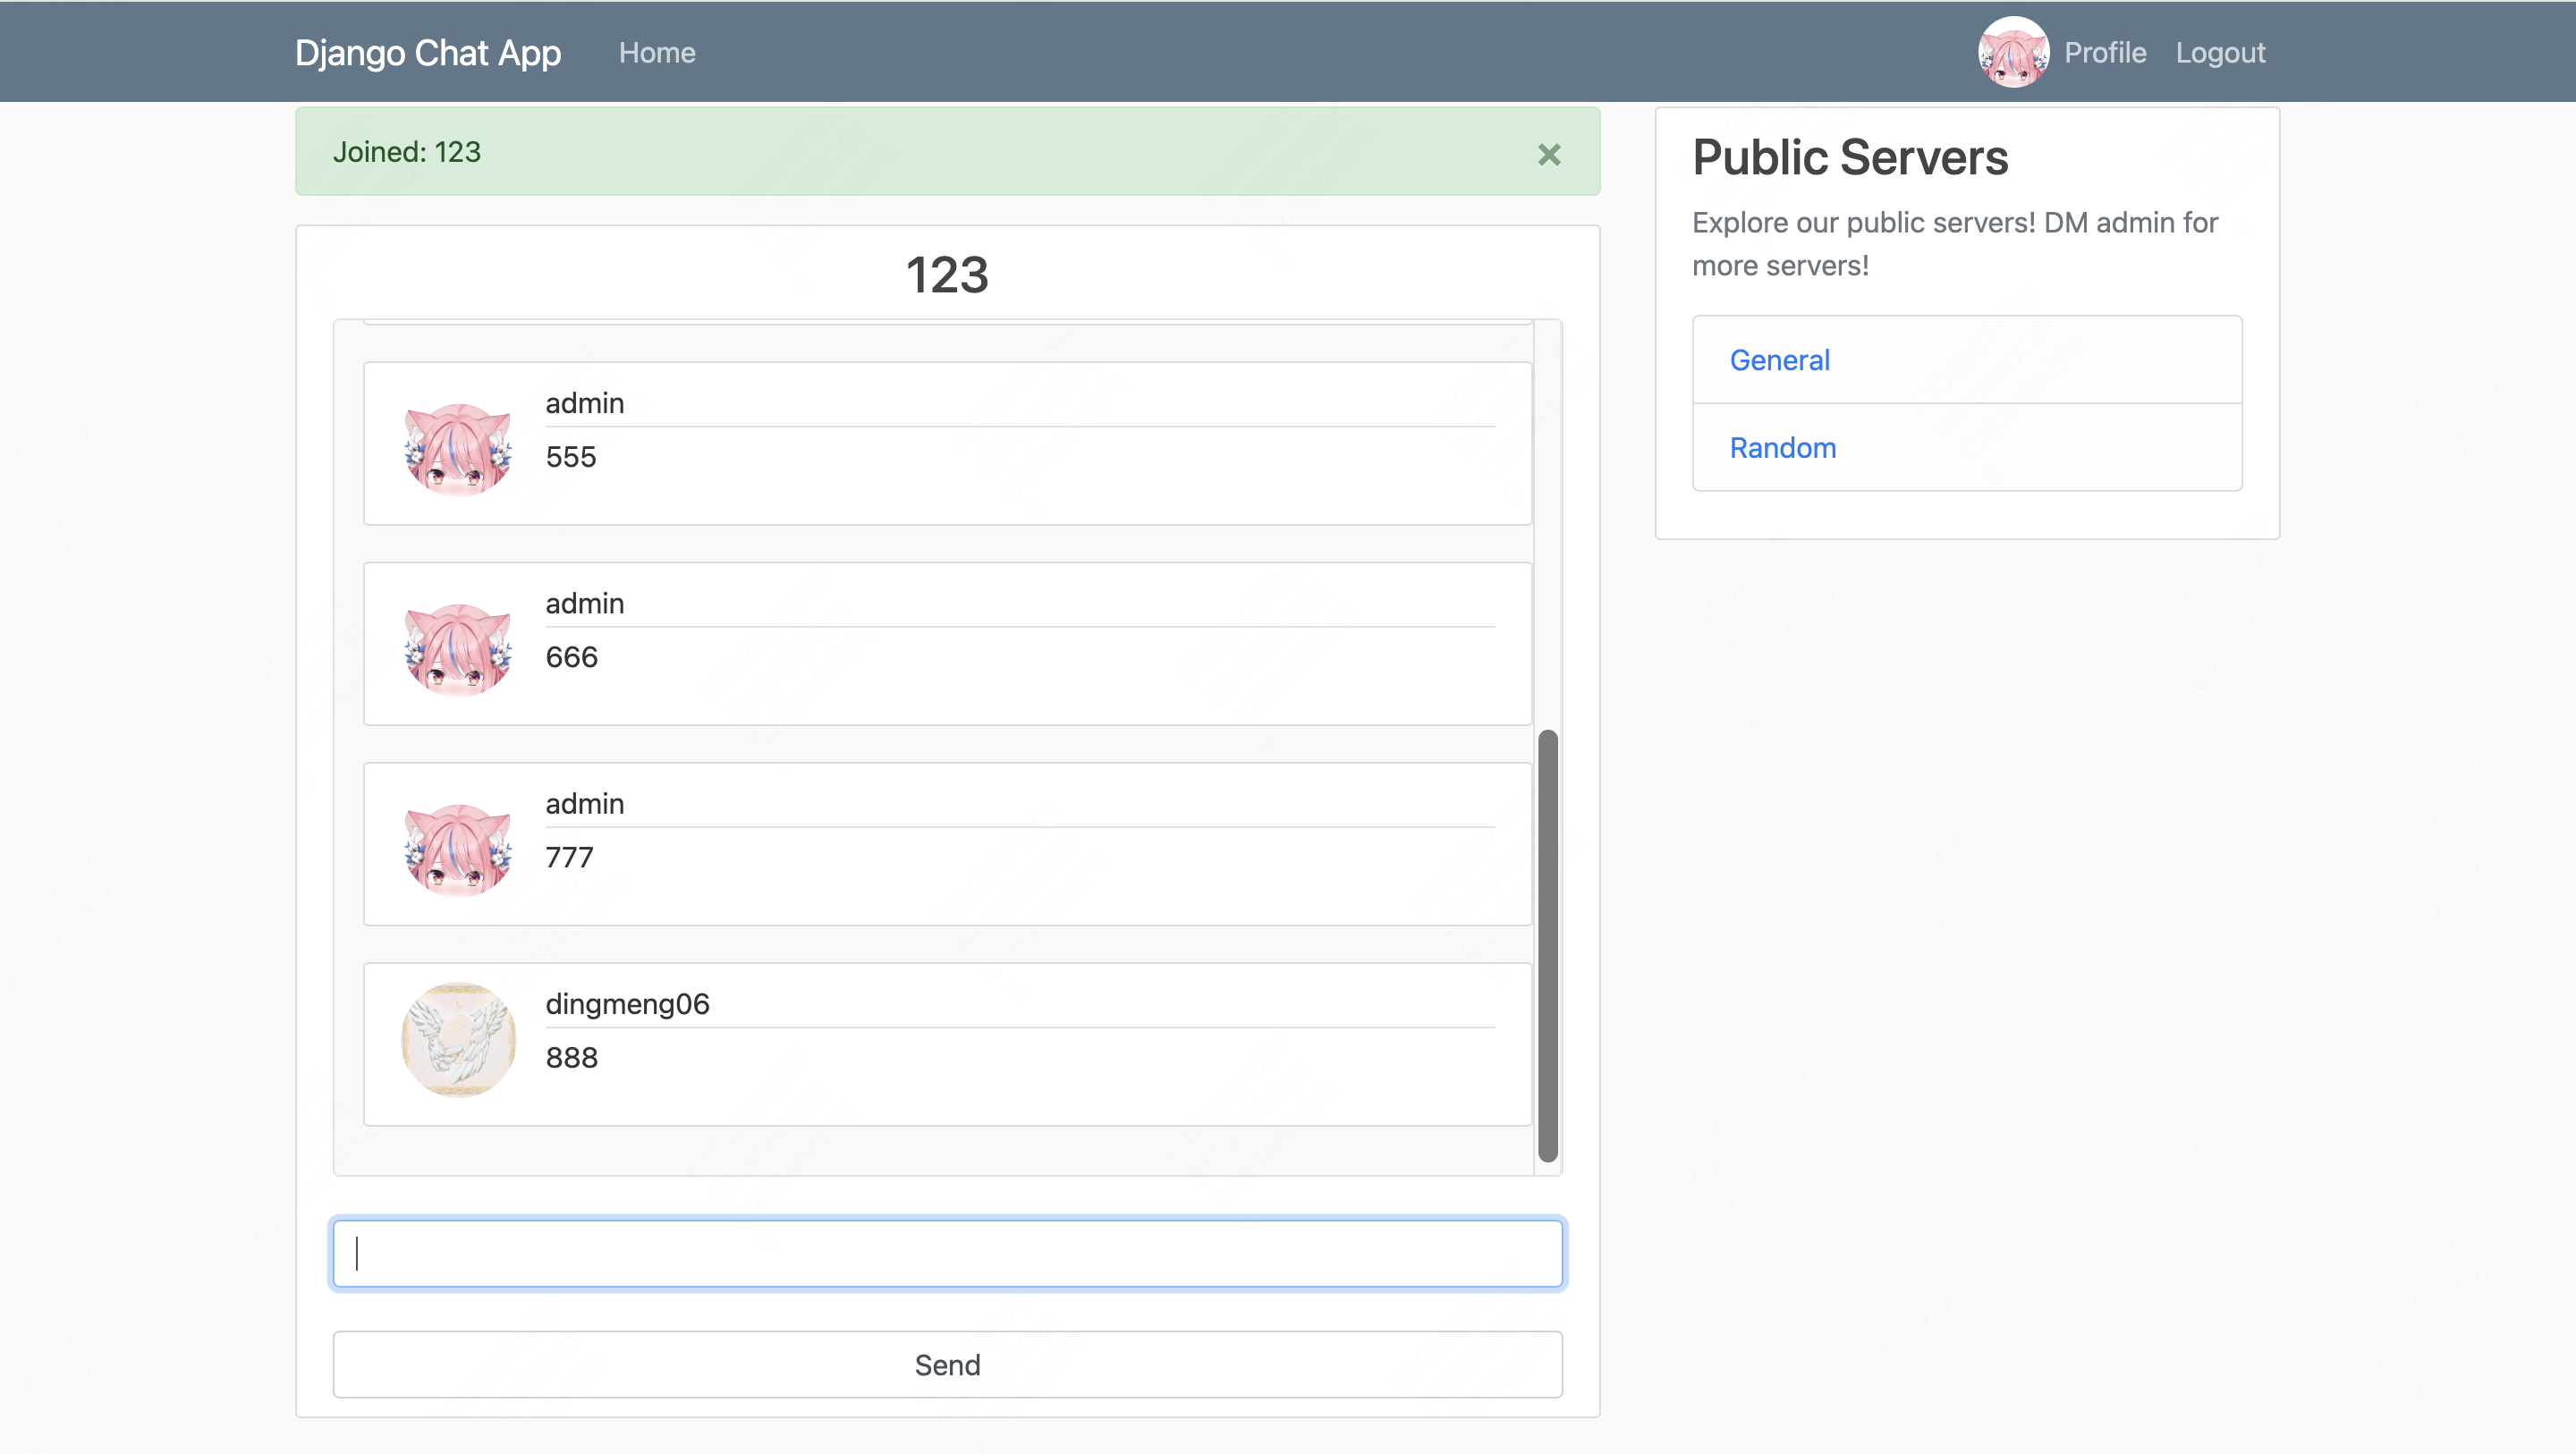 Django Chat App
Home
Profile
Logout
Joined: 123
×
123
admin
555
admin
666
admin
777
dingmeng06
888
Send
Public Servers
Explore our public servers! DM admin for
more servers!
General
Random